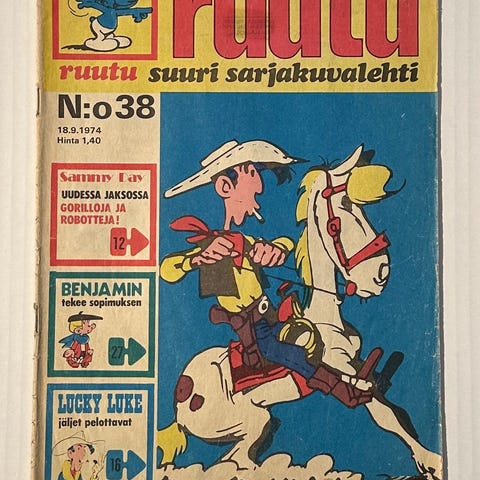 ruutu
ruutu suuri sarjakuvalehti
N:o 38
18.9.1974
Hinta 1,40
Sammy Day
UUDESSA JAKSOSSA
GORILLOJA JA
ROBOTTEJA!
12
BENJAMIN
tekee sopimuksen
27
LUCKY LUKE
jäljet pelottavat
16